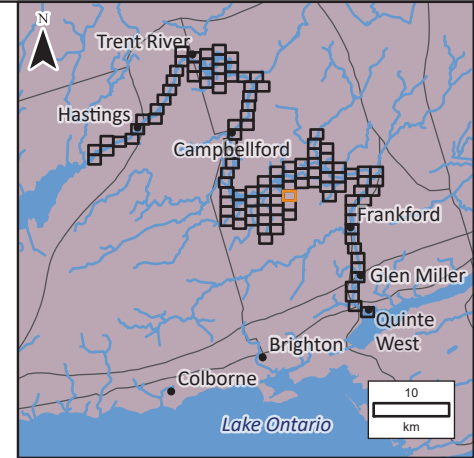 N
Trent River
Hastings
Campbellford
Frankford
Glen Miller
Quinte
West
Brighton
Colborne
Lake Ontario
10
km